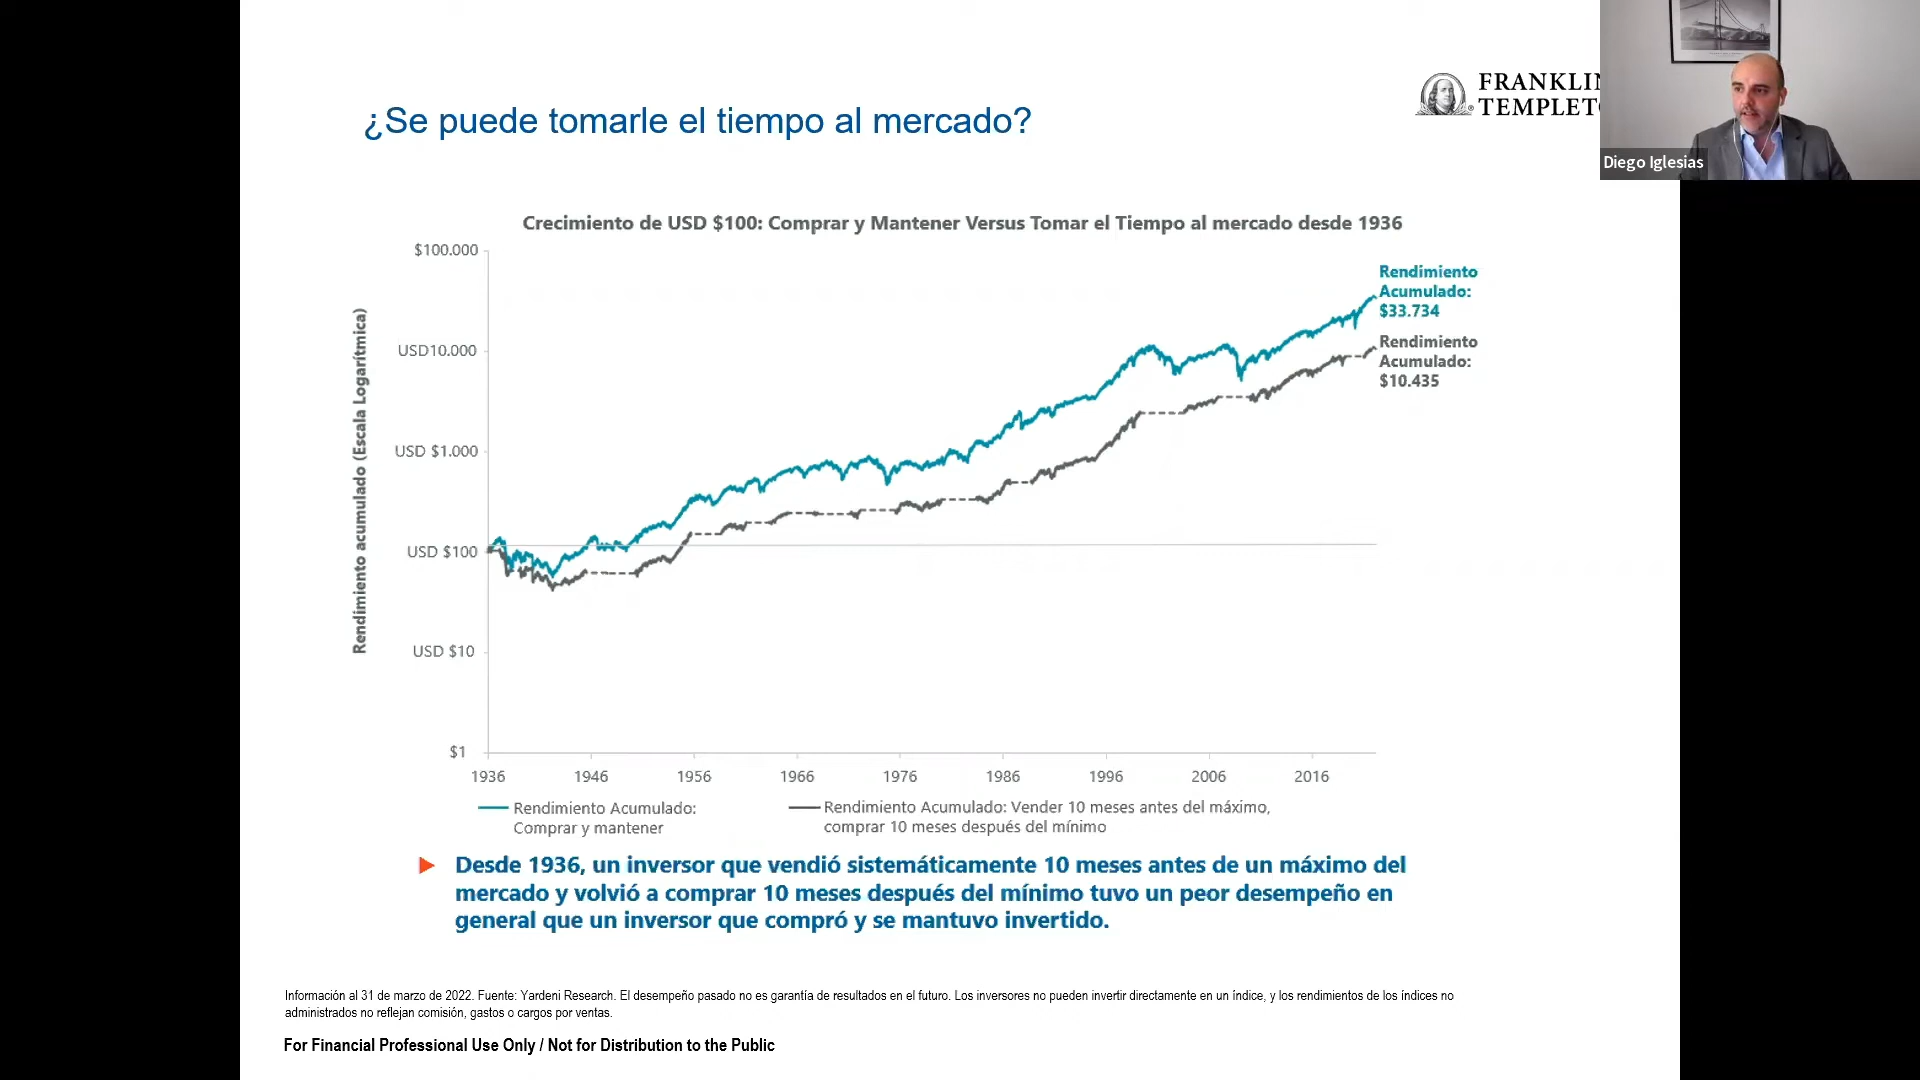 FRANKLIN
TEMPLETO
Diego Iglesias
¿Se puede tomarle el tiempo al mercado?
Crecimiento de USD $100: Comprar y Mantener Versus Tomar el Tiempo al mercado desde 1936
Rendimiento acumulado (Escala Logarítmica)
$100.000
USD10.000
USD $1.000
USD $100
USD $10
$1
Rendimiento
Acumulado:
$33.734
Rendimiento
Acumulado:
$10.435
1936 1946 1956 1966 1976 1986 1996 2006 2016
Rendimiento Acumulado:
Comprar y mantener
Rendimiento Acumulado: Vender 10 meses antes del máximo,
comprar 10 meses después del mínimo
Desde 1936, un inversor que vendió sistemáticamente 10 meses antes de un máximo del
mercado y volvió a comprar 10 meses después del mínimo tuvo un peor desempeño en
general que un inversor que compró y se mantuvo invertido.
Información al 31 de marzo de 2022. Fuente: Yardeni Research. El desempeño pasado no es garantía de resultados en el futuro. Los inversores no pueden invertir directamente en un índice, y los rendimientos de los índices no
administrados no reflejan comisión, gastos o cargos por ventas.
For Financial Professional Use Only / Not for Distribution to the Public